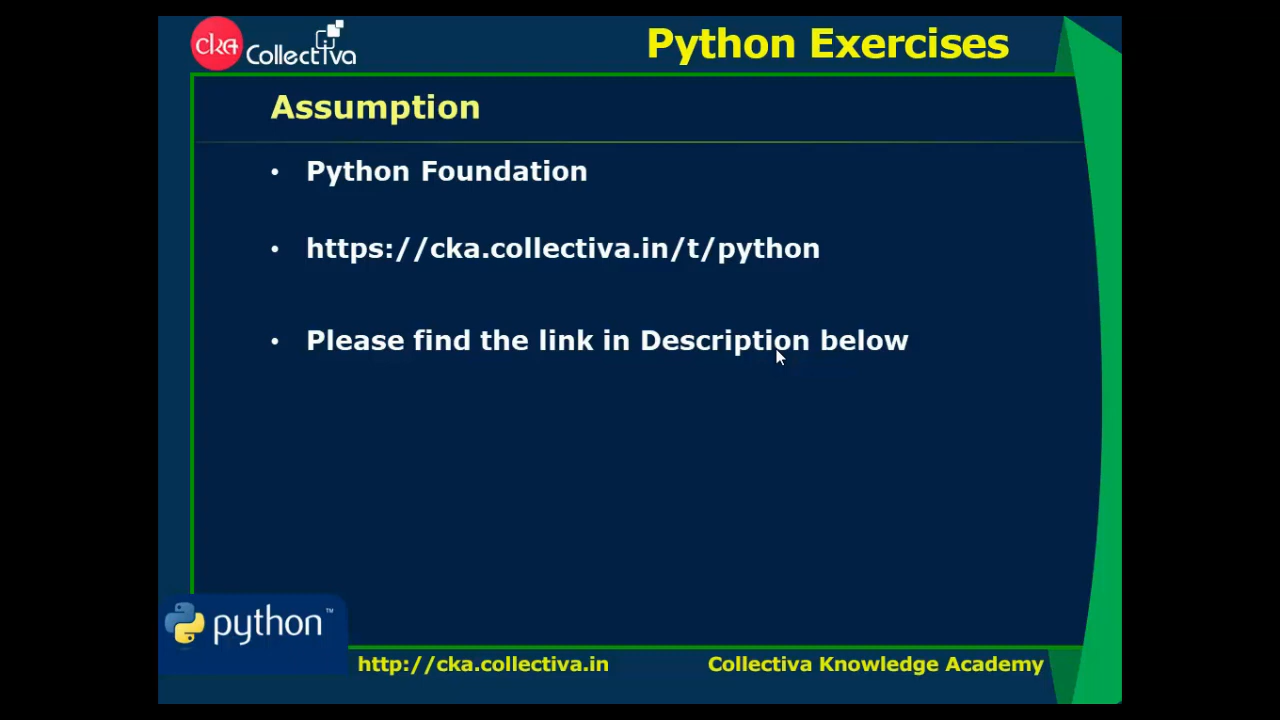 cka Collectiva
Python Exercises
Assumption
• Python Foundation
• https://cka.collectiva.in/t/python
• Please find the link in Description below
python™
http://cka.collectiva.in
Collectiva Knowledge Academy